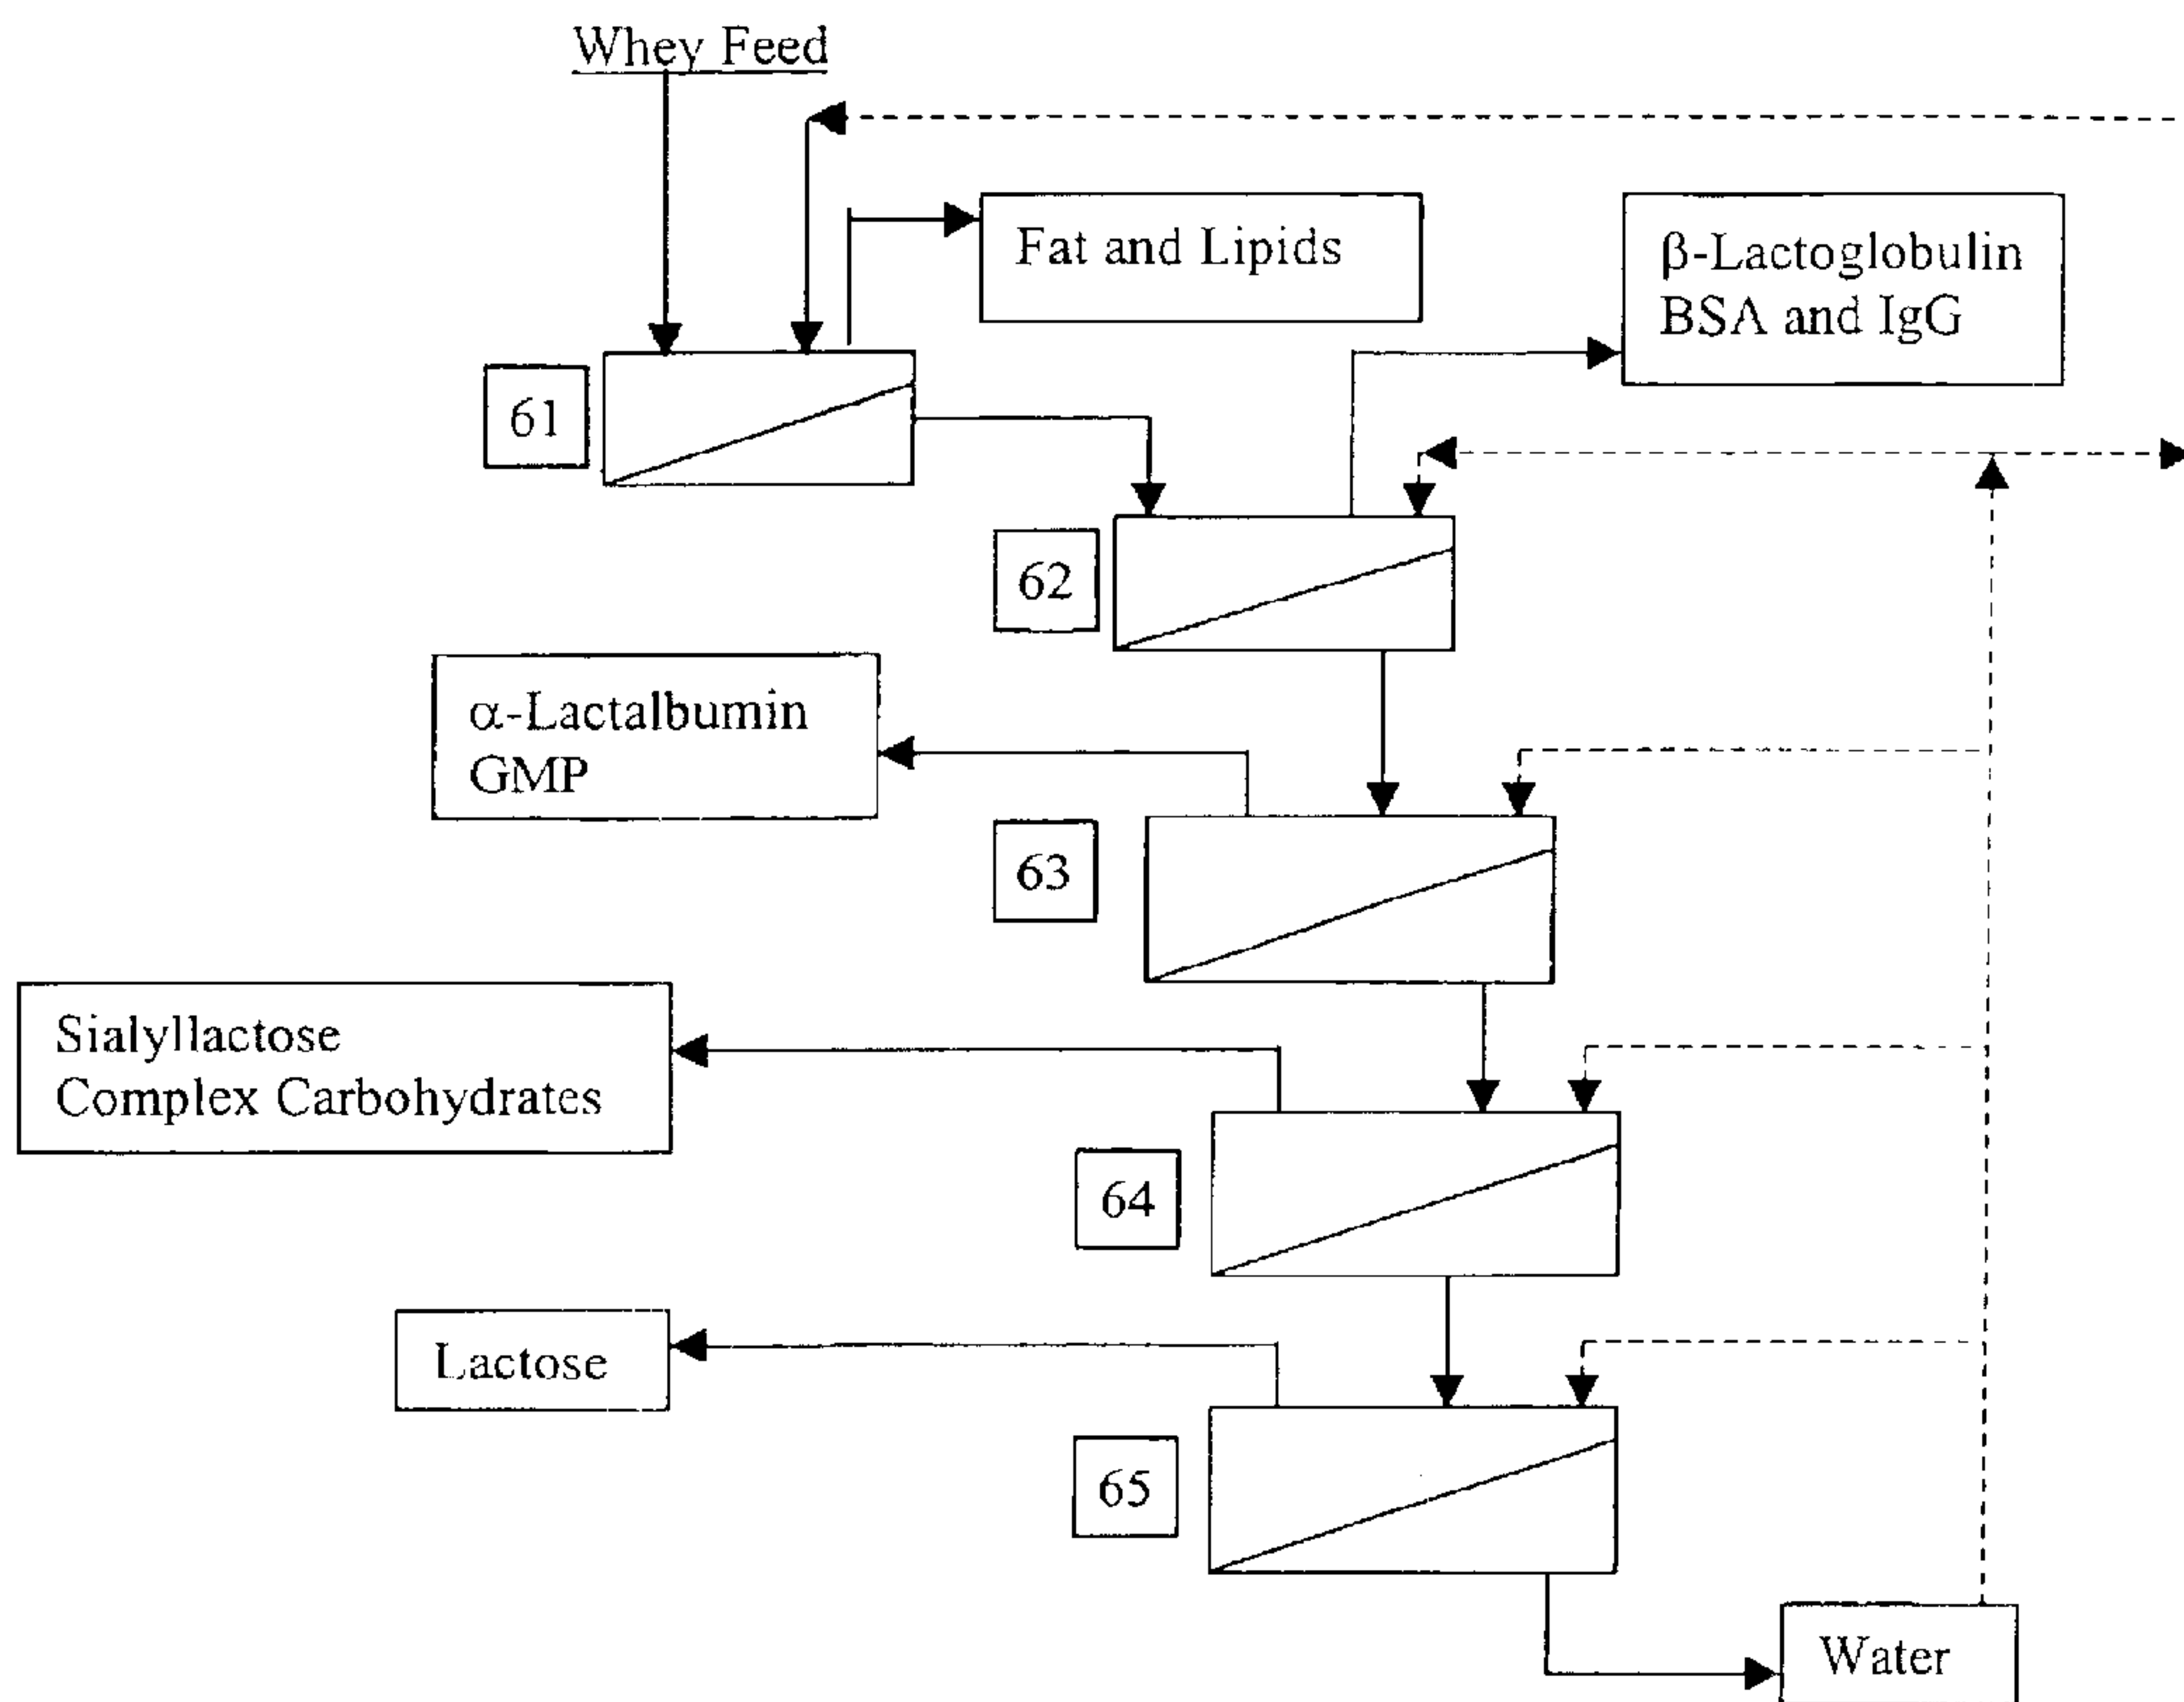 Whey Feed
Fat and Lipids
β-Lactoglobulin
BSA and IgG
61
62
α-Lactalbumin
GMP
63
Sialyllactose
Complex Carbohydrates
64
Lactose
65
Water